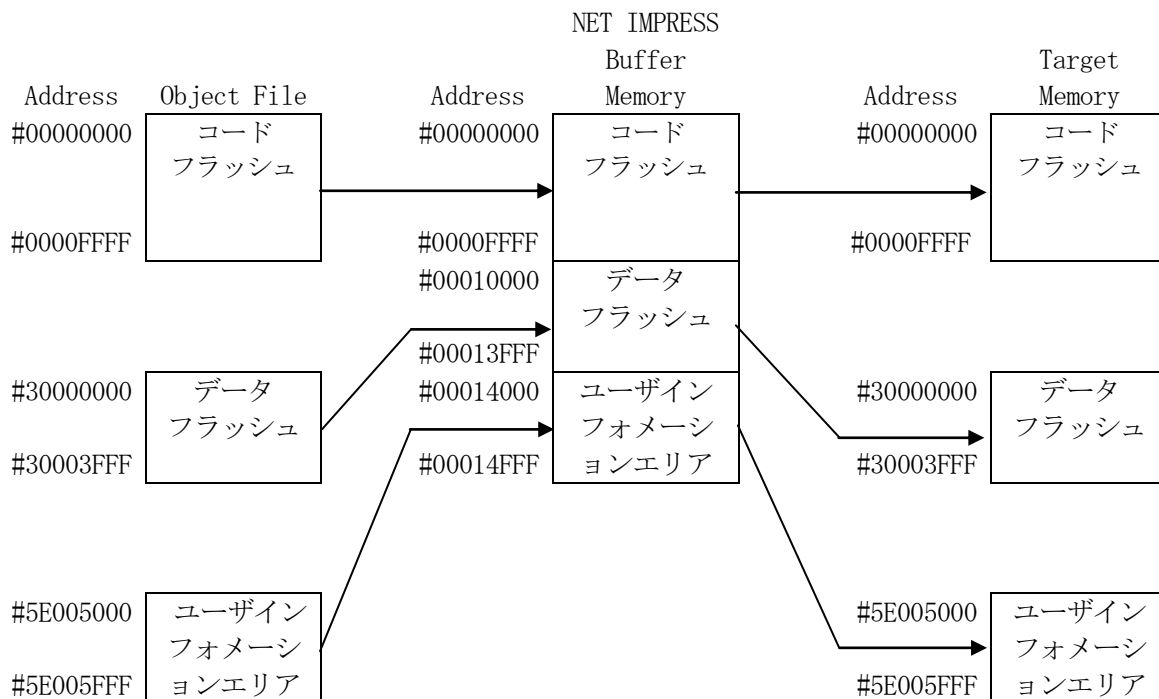 NET IMPRESS
Buffer
Target
Address Object File Address Memory Address Memory
#00000000 コード #00000000 コード #00000000 コード
フラッシュ フラッシュ フラッシュ
#0000FFFF #0000FFFF #0000FFFF
#00010000 データ
フラッシュ
#00013FFF
#30000000 データ #00014000 ユーザイン #30000000 データ
フラッシュ フォメーシ フラッシュ
#30003FFF #00014FFF ョンエリア #30003FFF
#5E005000 ユーザイン #5E005000 ユーザイン
フォメーシ フォメーシ
#5E005FFF ョンエリア #5E005FFF ョンエリア